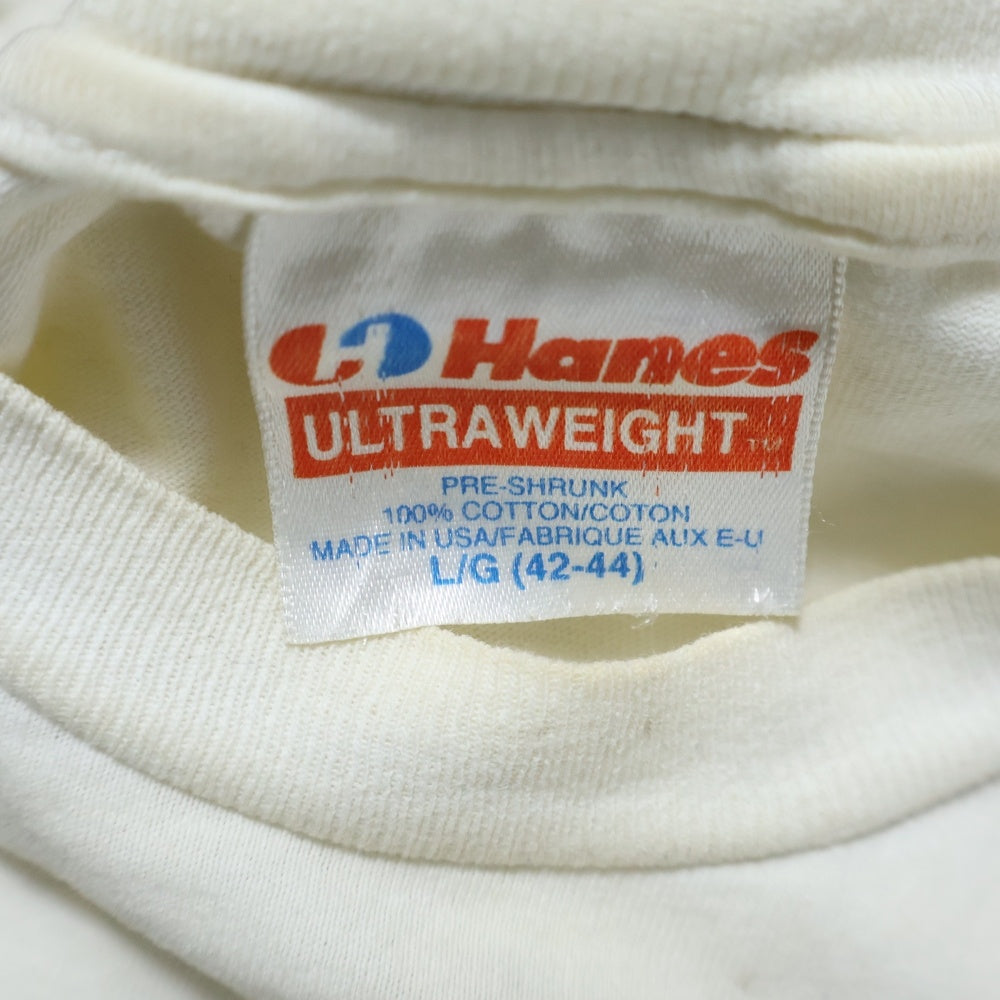 H Hanes
ULTRAWEIGHT™
PRE-SHRUNK
100% COTTON/COTON
MADE IN USA/FABRIQUE AUX E-U
L/G (42-44)